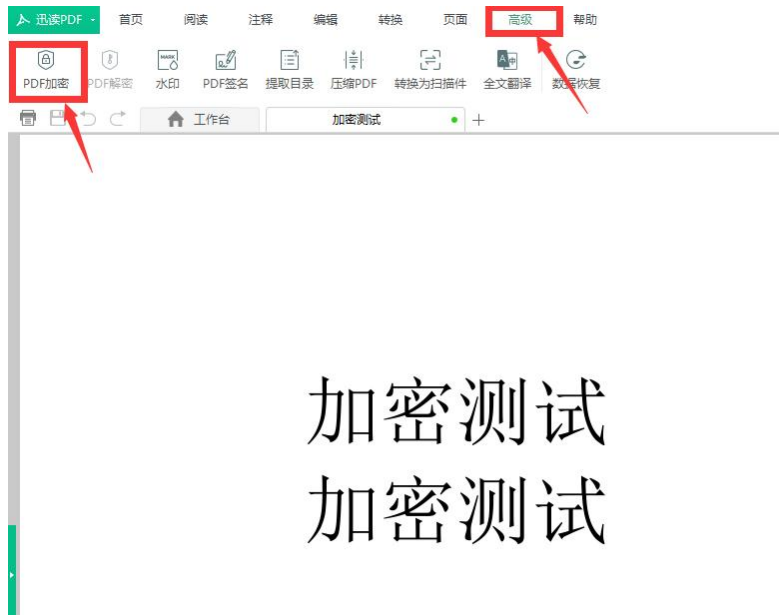 迅读PDF 首页 阅读 注释 编辑 转换 页面 高级 帮助
PDF加密 PDF解密 MARK 水印 PDF签名 提取目录 压缩PDF 转换为扫描件 A中 全文翻译 数据恢复
工作台 加密测试
加密测试
加密测试